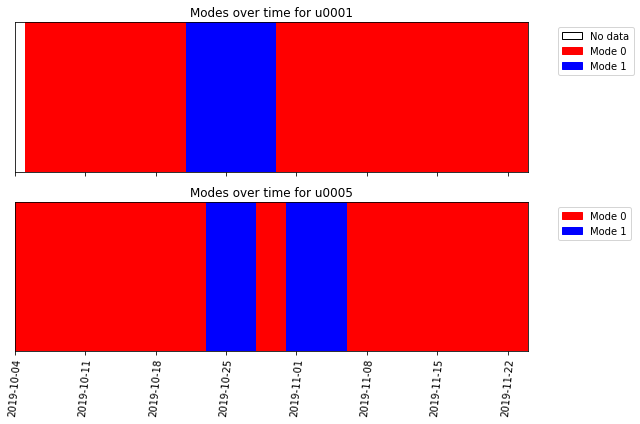 Modes over time for u0001
No data
Mode 0
Mode 1
Modes over time for u0005
Mode 0
Mode 1
2019-10-04
2019-10-11
2019-10-18
2019-10-25
2019-11-01
2019-11-08
2019-11-15
2019-11-22